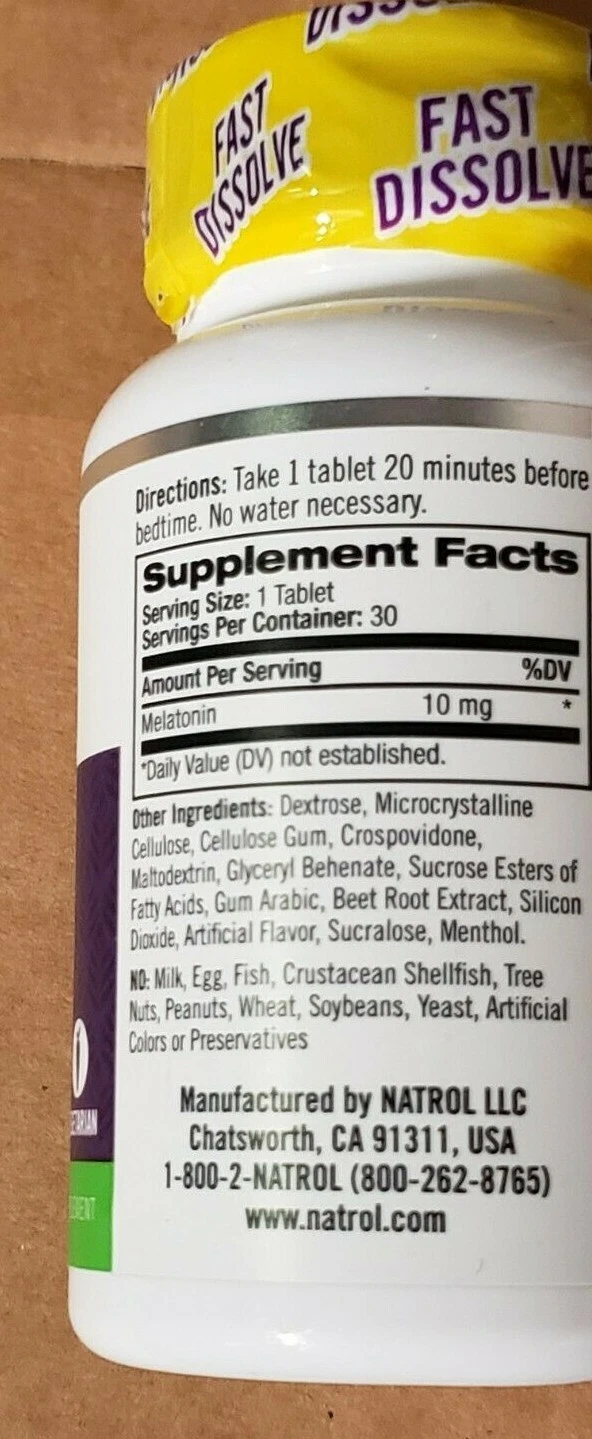 DISSOLVE
FAST
DISSOLVE
FAST
DISSOLVE
Directions: Take 1 tablet 20 minutes before
bedtime. No water necessary.
Supplement Facts
Serving Size: 1 Tablet
Servings Per Container: 30
Amount Per Serving %DV
Melatonin 10 mg *
*Daily Value (DV) not established.
Other Ingredients: Dextrose, Microcrystalline
Cellulose, Cellulose Gum, Crospovidone,
Maltodextrin, Glyceryl Behenate, Sucrose Esters of
Fatty Acids, Gum Arabic, Beet Root Extract, Silicon
Dioxide, Artificial Flavor, Sucralose, Menthol.
NO: Milk, Egg, Fish, Crustacean Shellfish, Tree
Nuts, Peanuts, Wheat, Soybeans, Yeast, Artificial
Colors or Preservatives
Manufactured by NATROL LLC
Chatsworth, CA 91311, USA
1-800-2-NATROL (800-262-8765)
www.natrol.com